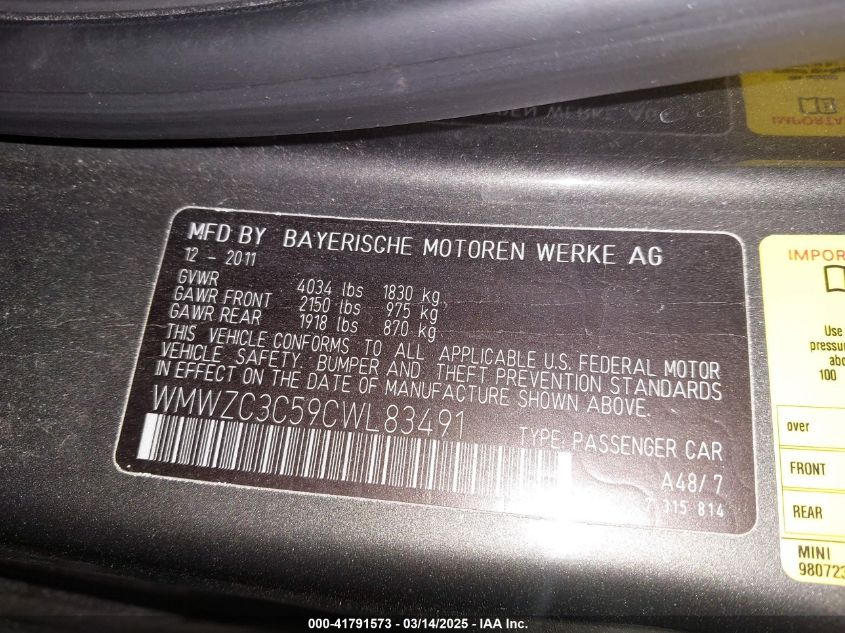 IMPORTA
MFD BY BAYERISCHE MOTOREN WERKE AG
12 - 2011
GVWR 4034 lbs 1830 kg
GAWR FRONT 2150 lbs 975 kg
GAWR REAR 1918 lbs 870 kg
THIS VEHICLE CONFORMS TO ALL APPLICABLE U.S. FEDERAL MOTOR
VEHICLE SAFETY, BUMPER AND THEFT PREVENTION STANDARDS
IN EFFECT ON THE DATE OF MANUFACTURE SHOWN ABOVE.
WMWZC3C59CWL83491
TYPE: PASSENGER CAR
A48/7
7 315 814
IMPOR
Use
pressu
abo
100
over
FRONT
REAR
MINI
980723
000-41791573 - 03/14/2025 - IAA Inc.